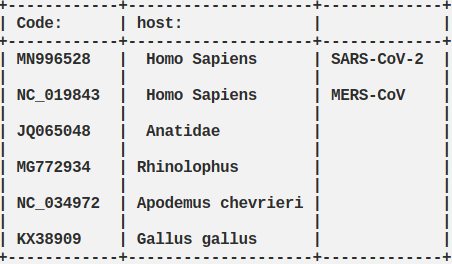 Code: host:
MN996528 Homo Sapiens SARS-CoV-2
NC_019843 Homo Sapiens MERS-CoV
JQ065048 Anatidae
MG772934 Rhinolophus
NC_034972 Apodemus chevrieri
KX38909 Gallus gallus